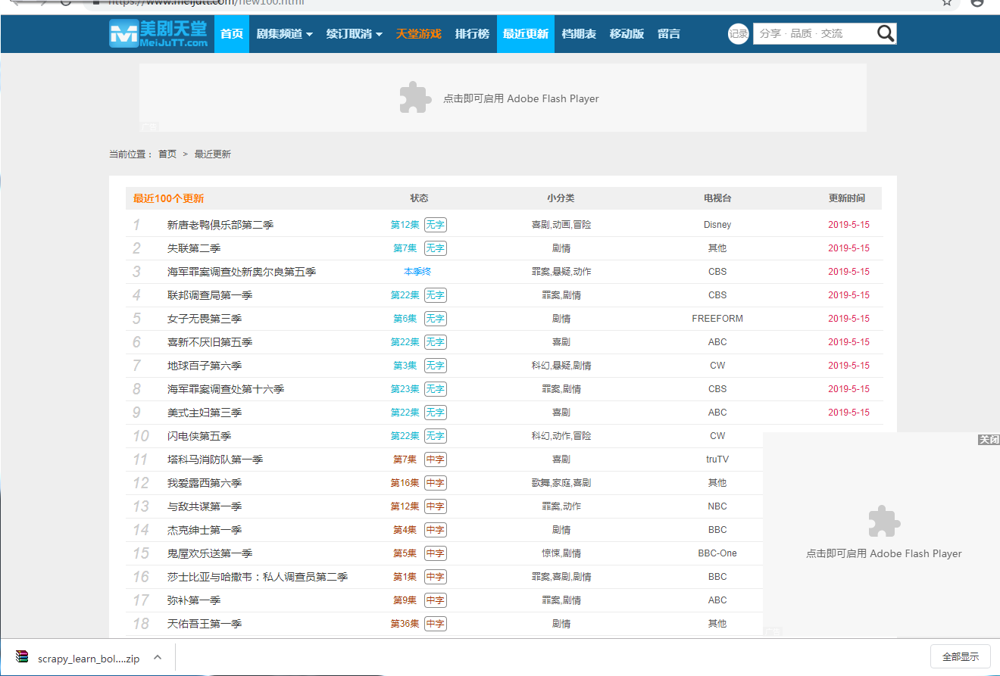 https://www.meijutt.com/new100.html
美剧天堂
MeiJuTT.com
首页 剧集频道 续订取消 天堂游戏 排行榜 最近更新 档期表 移动版 留言 记录 分享 · 品质 · 交流
点击即可启用 Adobe Flash Player
广告
当前位置： 首页 > 最近更新
最近100个更新 状态 小分类 电视台 更新时间
1 新唐老鸭俱乐部第二季 第12集 无字 喜剧,动画,冒险 Disney 2019-5-15
2 失联第二季 第7集 无字 剧情 其他 2019-5-15
3 海军罪案调查处新奥尔良第五季 本季终 罪案,悬疑,动作 CBS 2019-5-15
4 联邦调查局第一季 第22集 无字 罪案,剧情 CBS 2019-5-15
5 女子无畏第三季 第6集 无字 剧情 FREEFORM 2019-5-15
6 喜新不厌旧第五季 第22集 无字 喜剧 ABC 2019-5-15
7 地球百子第六季 第3集 无字 科幻,悬疑,剧情 CW 2019-5-15
8 海军罪案调查处第十六季 第23集 无字 罪案,剧情 CBS 2019-5-15
9 美式主妇第三季 第22集 无字 喜剧 ABC 2019-5-15
10 闪电侠第五季 第22集 无字 科幻,动作,冒险 CW
关闭
11 塔科马消防队第一季 第7集 中字 喜剧 truTV
12 我爱露西第六季 第16集 中字 歌舞,家庭,喜剧 其他
13 与敌共谋第一季 第12集 中字 罪案,动作 NBC
14 杰克绅士第一季 第4集 中字 剧情 BBC
15 鬼屋欢乐送第一季 第5集 中字 惊悚,剧情 BBC-One
点击即可启用 Adobe Flash Player
16 莎士比亚与哈撒韦：私人调查员第二季 第1集 中字 罪案,喜剧,剧情 BBC
17 弥补第一季 第9集 中字 罪案,剧情 ABC
18 天佑吾王第一季 第36集 中字 剧情 其他
广告
scrapy_learn_bol....zip
全部显示